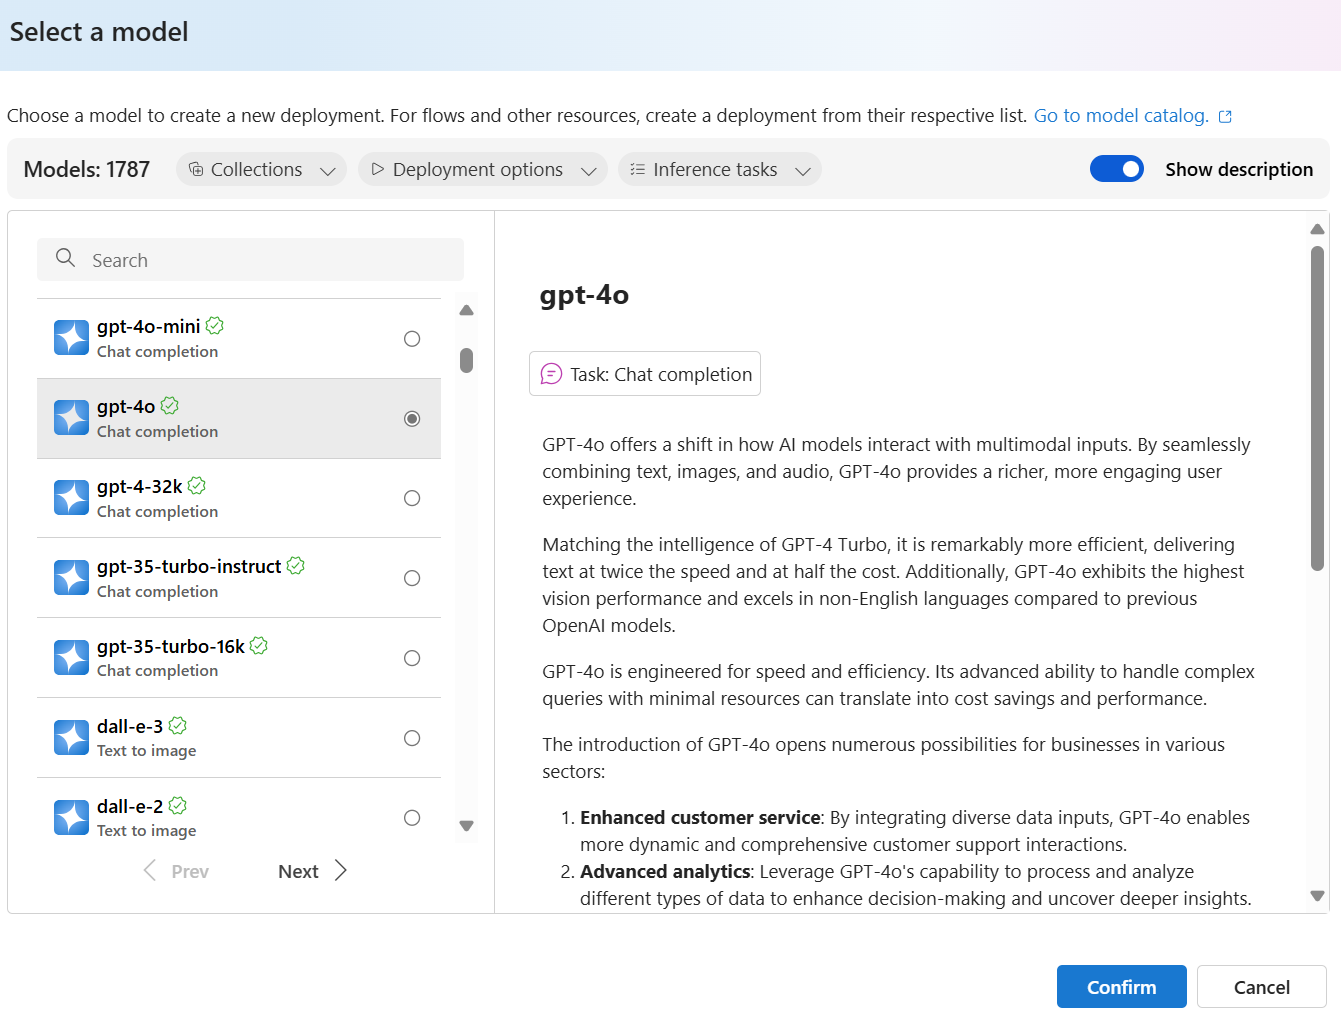 Select a model
Choose a model to create a new deployment. For flows and other resources, create a deployment from their respective list. Go to model catalog.
Models: 1787 Collections Deployment options Inference tasks Show description
Search
gpt-4o-mini
Chat completion
gpt-4o
Chat completion
gpt-4-32k
Chat completion
gpt-35-turbo-instruct
Chat completion
gpt-35-turbo-16k
Chat completion
dall-e-3
Text to image
dall-e-2
Text to image
Prev Next
gpt-4o
Task: Chat completion
GPT-4o offers a shift in how AI models interact with multimodal inputs. By seamlessly
combining text, images, and audio, GPT-4o provides a richer, more engaging user
experience.
Matching the intelligence of GPT-4 Turbo, it is remarkably more efficient, delivering
text at twice the speed and at half the cost. Additionally, GPT-4o exhibits the highest
vision performance and excels in non-English languages compared to previous
OpenAI models.
GPT-4o is engineered for speed and efficiency. Its advanced ability to handle complex
queries with minimal resources can translate into cost savings and performance.
The introduction of GPT-4o opens numerous possibilities for businesses in various
sectors:
1. Enhanced customer service: By integrating diverse data inputs, GPT-4o enables
more dynamic and comprehensive customer support interactions.
2. Advanced analytics: Leverage GPT-4o's capability to process and analyze
different types of data to enhance decision-making and uncover deeper insights.
Confirm Cancel